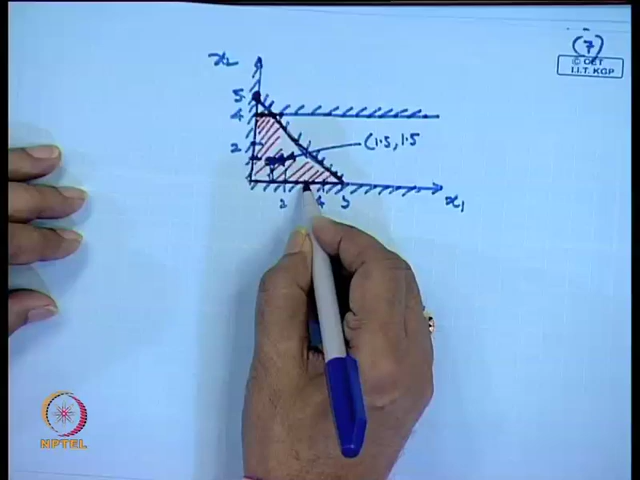 (7)
© CET
I.I.T. KGP
x₂
5
4
2
(1.5, 1.5
2 4 5
x₁
NPTEL